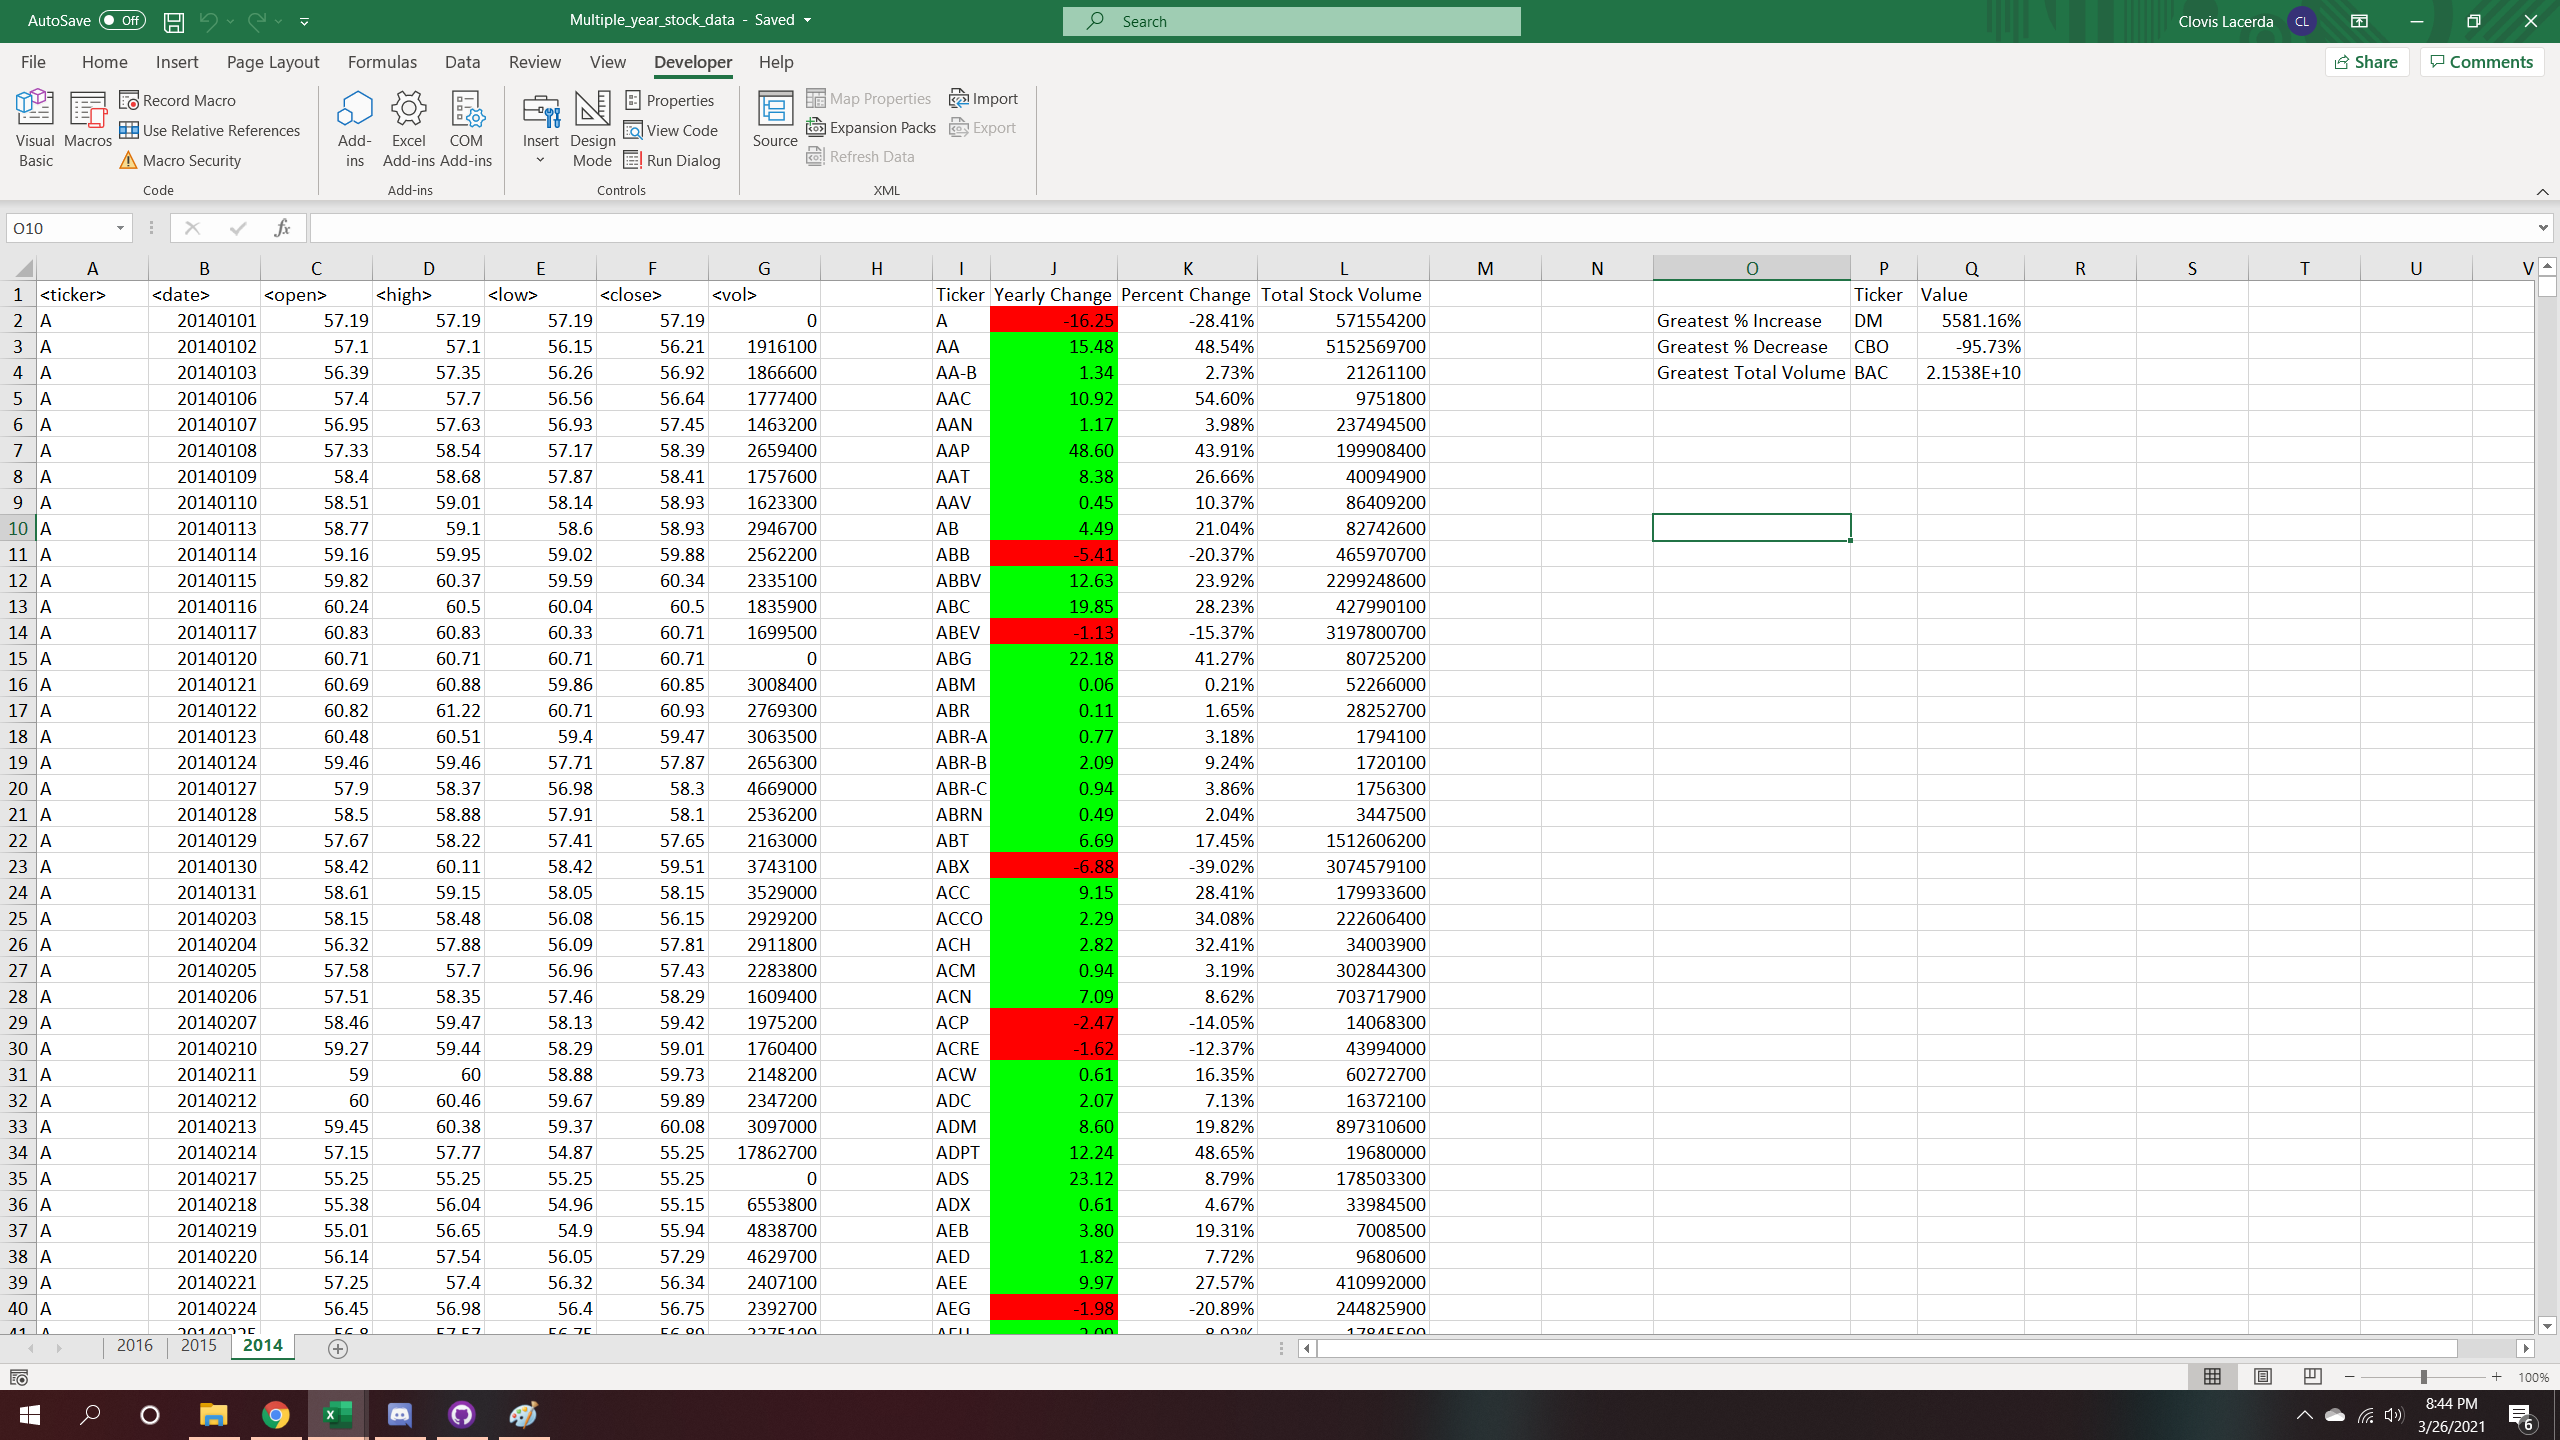 AutoSave Off Multiple_year_stock_data - Saved Search Clovis Lacerda CL
File Home Insert Page Layout Formulas Data Review View Developer Help Share Comments
Visual Basic
Macros
Record Macro
Use Relative References
Macro Security
Code
Add-ins
Excel Add-ins
COM Add-ins
Add-ins
Insert
Design Mode
Properties
View Code
Run Dialog
Controls
Source
Map Properties
Expansion Packs
Refresh Data
Import
Export
XML
O10 fx
A B C D E F G H I J K L M N O P Q R S T U V
1 <ticker> <date> <open> <high> <low> <close> <vol> Ticker Yearly Change Percent Change Total Stock Volume Ticker Value
2 A 20140101 57.19 57.19 57.19 57.19 0 A -16.25 -28.41% 571554200 Greatest % Increase DM 5581.16%
3 A 20140102 57.1 57.1 56.15 56.21 1916100 AA 15.48 48.54% 5152569700 Greatest % Decrease CBO -95.73%
4 A 20140103 56.39 57.35 56.26 56.92 1866600 AA-B 1.34 2.73% 21261100 Greatest Total Volume BAC 2.1538E+10
5 A 20140106 57.4 57.7 56.56 56.64 1777400 AAC 10.92 54.60% 9751800
6 A 20140107 56.95 57.63 56.93 57.45 1463200 AAN 1.17 3.98% 237494500
7 A 20140108 57.33 58.54 57.17 58.39 2659400 AAP 48.60 43.91% 199908400
8 A 20140109 58.4 58.68 57.87 58.41 1757600 AAT 8.38 26.66% 40094900
9 A 20140110 58.51 59.01 58.14 58.93 1623300 AAV 0.45 10.37% 86409200
10 A 20140113 58.77 59.1 58.6 58.93 2946700 AB 4.49 21.04% 82742600
11 A 20140114 59.16 59.95 59.02 59.88 2562200 ABB -5.41 -20.37% 465970700
12 A 20140115 59.82 60.37 59.59 60.34 2335100 ABBV 12.63 23.92% 2299248600
13 A 20140116 60.24 60.5 60.04 60.5 1835900 ABC 19.85 28.23% 427990100
14 A 20140117 60.83 60.83 60.33 60.71 1699500 ABEV -1.13 -15.37% 3197800700
15 A 20140120 60.71 60.71 60.71 60.71 0 ABG 22.18 41.27% 80725200
16 A 20140121 60.69 60.88 59.86 60.85 3008400 ABM 0.06 0.21% 52266000
17 A 20140122 60.82 61.22 60.71 60.93 2769300 ABR 0.11 1.65% 28252700
18 A 20140123 60.48 60.51 59.4 59.47 3063500 ABR-A 0.77 3.18% 1794100
19 A 20140124 59.46 59.46 57.71 57.87 2656300 ABR-B 2.09 9.24% 1720100
20 A 20140127 57.9 58.37 56.98 58.3 4669000 ABR-C 0.94 3.86% 1756300
21 A 20140128 58.5 58.88 57.91 58.1 2536200 ABRN 0.49 2.04% 3447500
22 A 20140129 57.67 58.22 57.41 57.65 2163000 ABT 6.69 17.45% 1512606200
23 A 20140130 58.42 60.11 58.42 59.51 3743100 ABX -6.88 -39.02% 3074579100
24 A 20140131 58.61 59.15 58.05 58.15 3529000 ACC 9.15 28.41% 179933600
25 A 20140203 58.15 58.48 56.08 56.15 2929200 ACCO 2.29 34.08% 222606400
26 A 20140204 56.32 57.88 56.09 57.81 2911800 ACH 2.82 32.41% 34003900
27 A 20140205 57.58 57.7 56.96 57.43 2283800 ACM 0.94 3.19% 302844300
28 A 20140206 57.51 58.35 57.46 58.29 1609400 ACN 7.09 8.62% 703717900
29 A 20140207 58.46 59.47 58.13 59.42 1975200 ACP -2.47 -14.05% 14068300
30 A 20140210 59.27 59.44 58.29 59.01 1760400 ACRE -1.62 -12.37% 43994000
31 A 20140211 59 60 58.88 59.73 2148200 ACW 0.61 16.35% 60272700
32 A 20140212 60 60.46 59.67 59.89 2347200 ADC 2.07 7.13% 16372100
33 A 20140213 59.45 60.38 59.37 60.08 3097000 ADM 8.60 19.82% 897310600
34 A 20140214 57.15 57.77 54.87 55.25 17862700 ADPT 12.24 48.65% 19680000
35 A 20140217 55.25 55.25 55.25 55.25 0 ADS 23.12 8.79% 178503300
36 A 20140218 55.38 56.04 54.96 55.15 6553800 ADX 0.61 4.67% 33984500
37 A 20140219 55.01 56.65 54.9 55.94 4838700 AEB 3.80 19.31% 7008500
38 A 20140220 56.14 57.54 56.05 57.29 4629700 AED 1.82 7.72% 9680600
39 A 20140221 57.25 57.4 56.32 56.34 2407100 AEE 9.97 27.57% 410992000
40 A 20140224 56.45 56.98 56.4 56.75 2392700 AEG -1.98 -20.89% 244825900
2016 2015 2014
100%
8:44 PM
3/26/2021
6